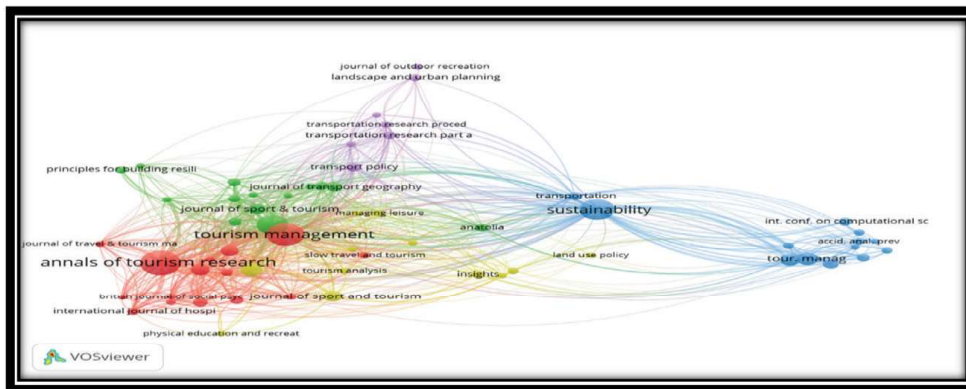 journal of outdoor recreation
landscape and urban planning
transportation research proced
transportation research part a
transport policy
principles for building resili
journal of transport geography
transportation
journal of sport & tourism
managing leisure
sustainability
int. conf. on computational sc
anatolia
tourism management
accid. anal. prev
journal of travel & tourism ma
slow travel and tourism
land use policy
tour. manag
annals of tourism research
tourism analysis
insights
british journal of social psyc
journal of sport and tourism
international journal of hospi
physical education and recreat
VOSviewer